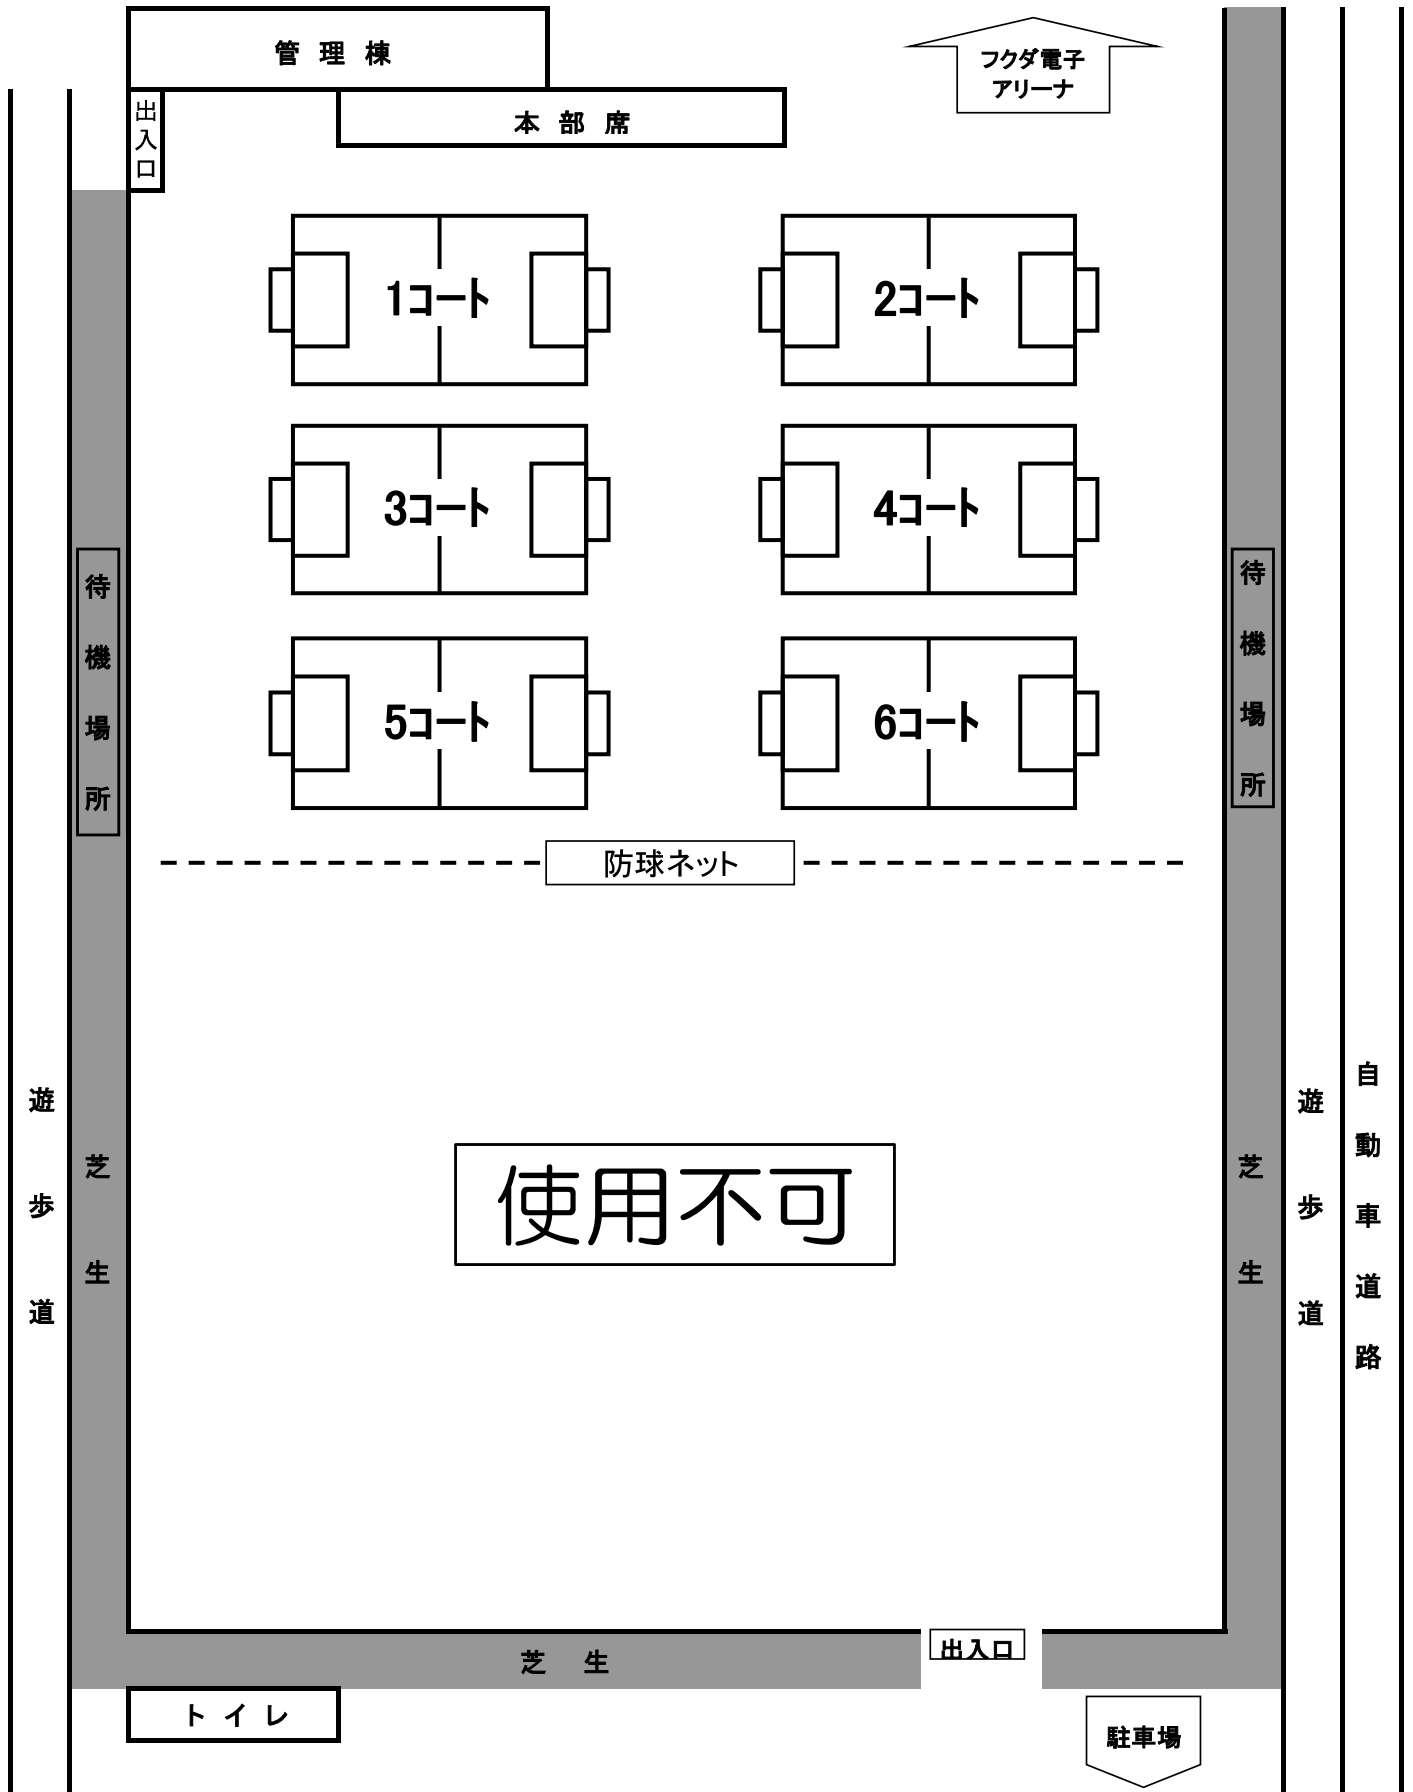 管理棟
フクダ電子
アリーナ
出入口
本部席
1コート
2コート
3コート
4コート
5コート
6コート
待機場所
待機場所
防球ネット
使用不可
遊歩道
芝生
芝生
遊歩道
自動車道路
出入口
芝生
トイレ
駐車場